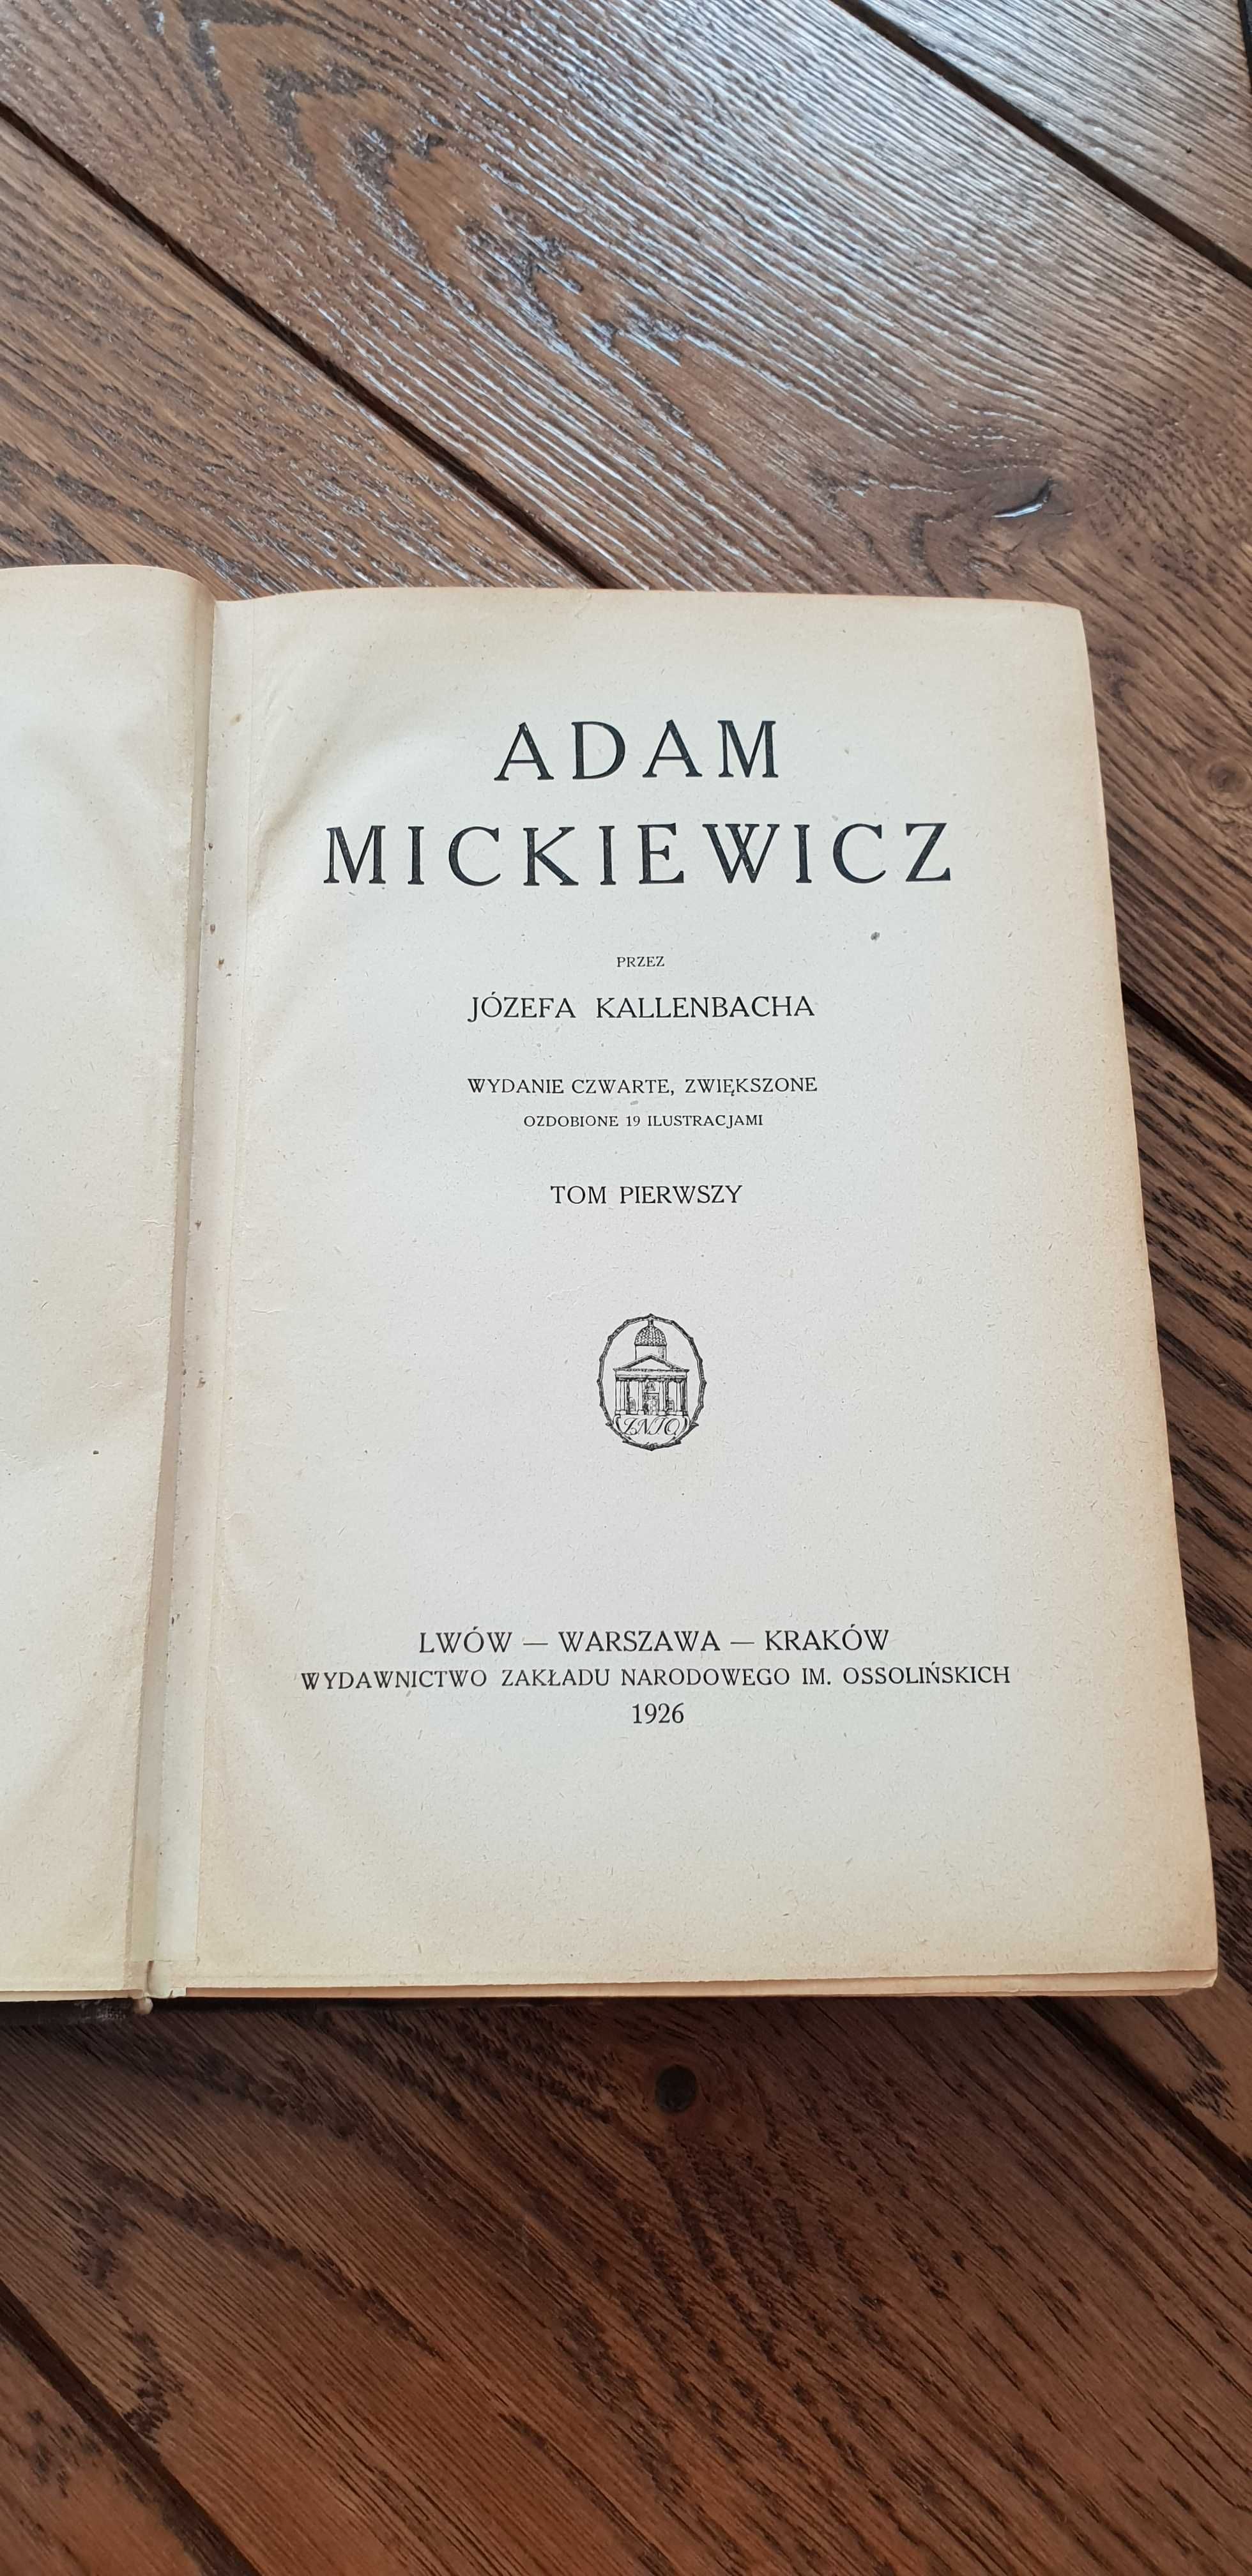 ADAM
MICKIEWICZ
PRZEZ
JÓZEFA KALLENBACHA
WYDANIE CZWARTE, ZWIĘKSZONE
OZDOBIONE 19 ILUSTRACJAMI
TOM PIERWSZY
ZNIO
LWÓW — WARSZAWA — KRAKÓW
WYDAWNICTWO ZAKŁADU NARODOWEGO IM. OSSOLIŃSKICH
1926